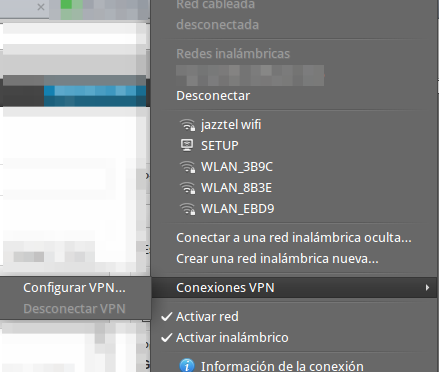 Red cableada
desconectada
Redes inalámbricas
Desconectar
jazztel wifi
SETUP
WLAN_3B9C
WLAN_8B3E
WLAN_EBD9
Conectar a una red inalámbrica oculta...
Crear una red inalámbrica nueva...
Configurar VPN...
Conexiones VPN
Desconectar VPN
Activar red
Activar inalámbrico
Información de la conexión